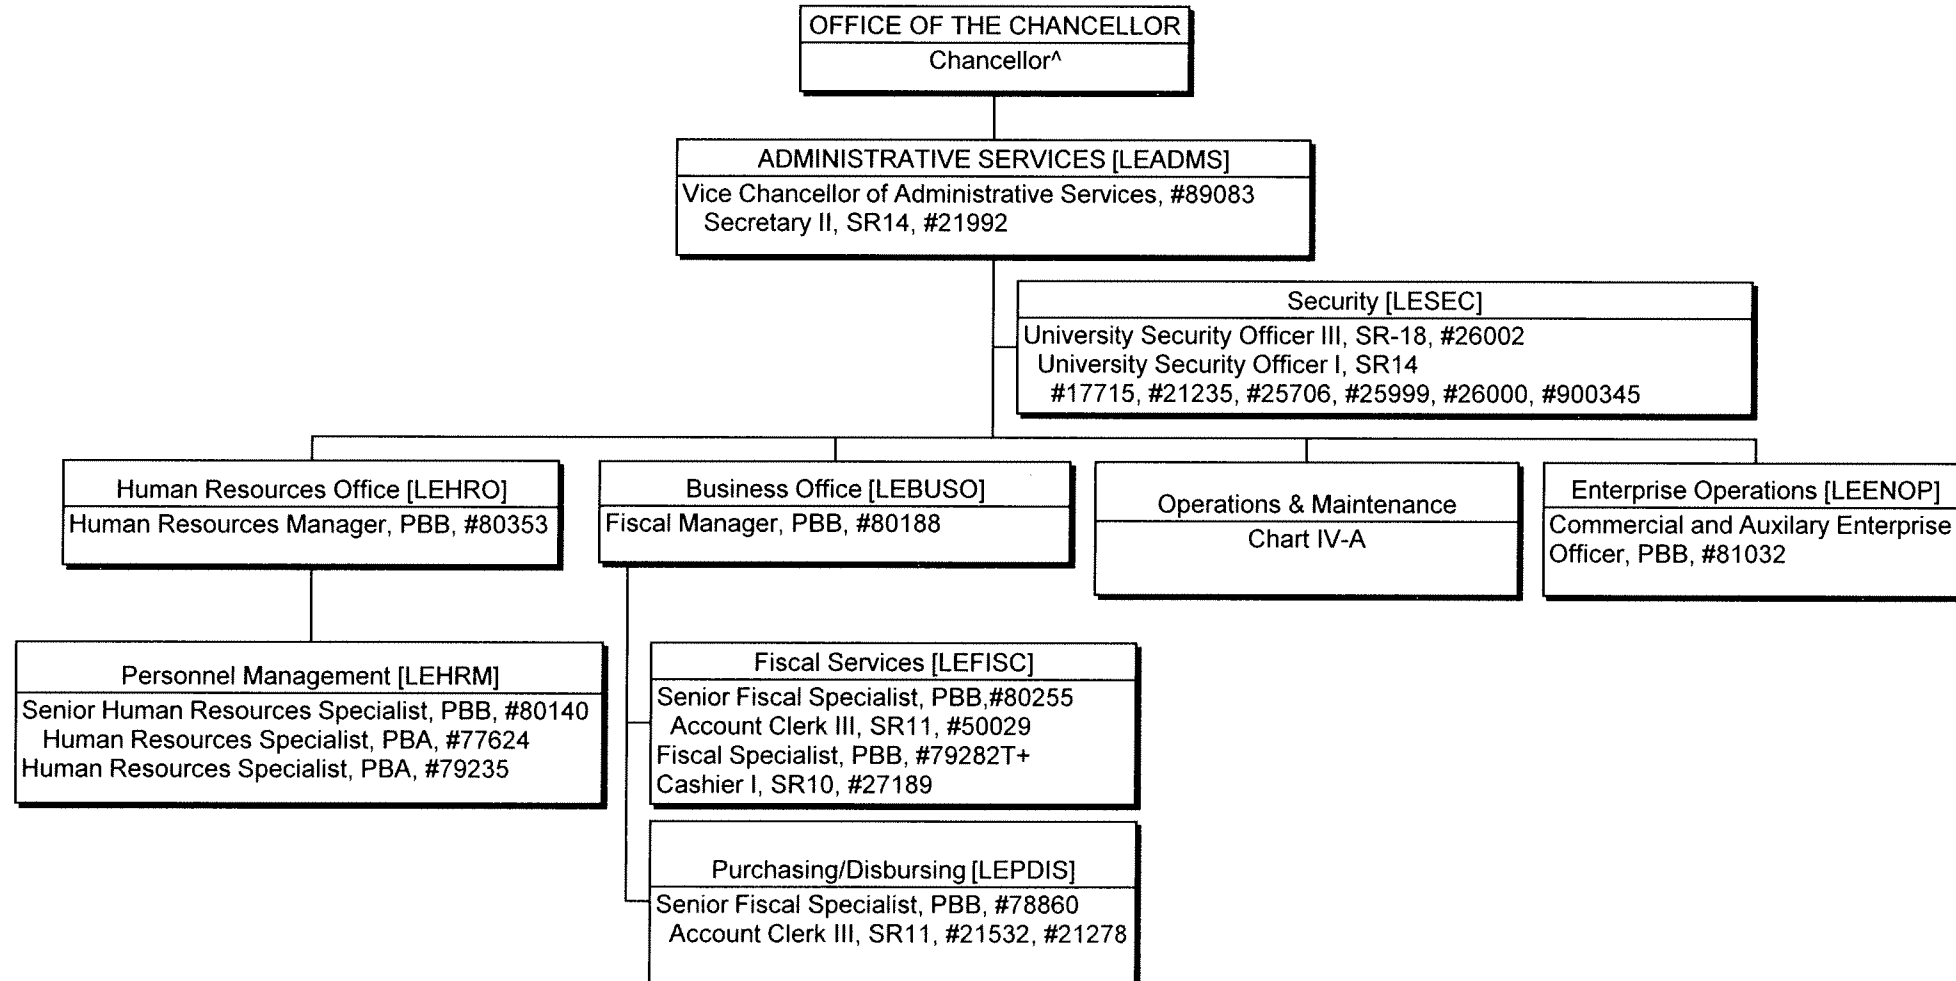 OFFICE OF THE CHANCELLOR
Chancellor^
ADMINISTRATIVE SERVICES [LEADMS]
Vice Chancellor of Administrative Services, #89083
Secretary II, SR14, #21992
Security [LESEC]
University Security Officer III, SR-18, #26002
University Security Officer I, SR14
#17715, #21235, #25706, #25999, #26000, #900345
Human Resources Office [LEHRO]
Human Resources Manager, PBB, #80353
Business Office [LEBUSO]
Fiscal Manager, PBB, #80188
Operations & Maintenance
Chart IV-A
Enterprise Operations [LEENOP]
Commercial and Auxilary Enterprise
Officer, PBB, #81032
Personnel Management [LEHRM]
Senior Human Resources Specialist, PBB, #80140
Human Resources Specialist, PBA, #77624
Human Resources Specialist, PBA, #79235
Fiscal Services [LEFISC]
Senior Fiscal Specialist, PBB,#80255
Account Clerk III, SR11, #50029
Fiscal Specialist, PBB, #79282T+
Cashier I, SR10, #27189
Purchasing/Disbursing [LEPDIS]
Senior Fiscal Specialist, PBB, #78860
Account Clerk III, SR11, #21532, #21278